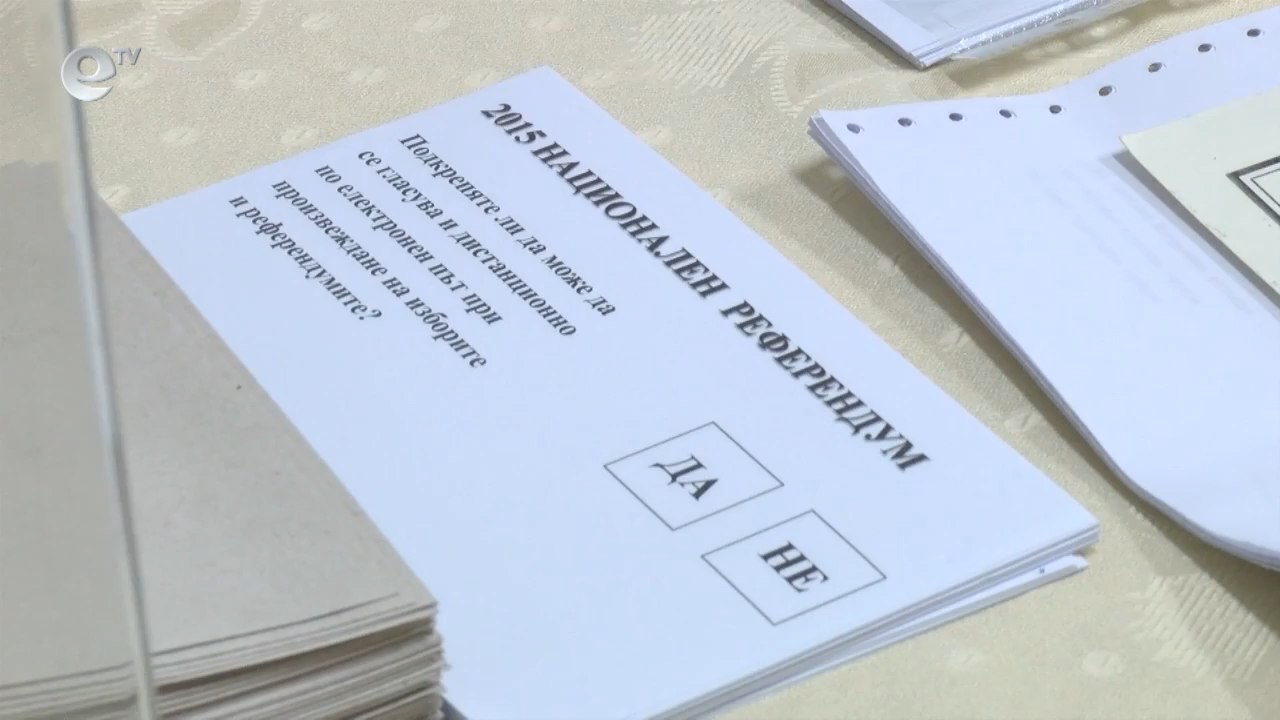 eTV
2015 НАЦИОНАЛЕН РЕФЕРЕНДУМ
Подкрепяте ли да може да
се гласува и дистанционно
по електронен път при
произвеждане на изборите
и референдумите?
ДА
НЕ